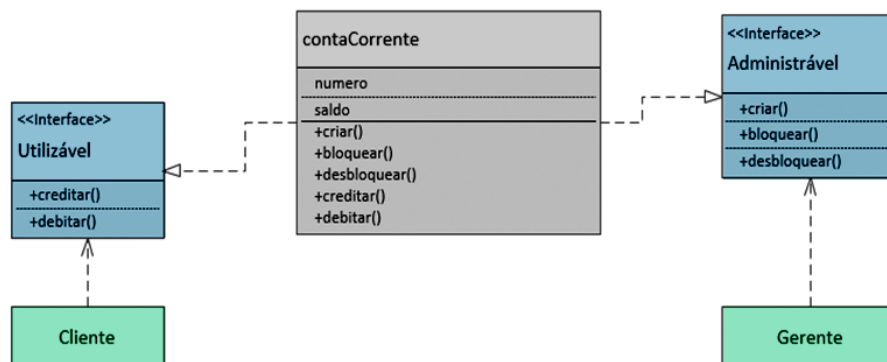 <<Interface>>
Utilizável
+creditar()
+debitar()
Cliente
contaCorrente
numero
saldo
+criar()
+bloquear()
+desbloquear()
+creditar()
+debitar()
<<Interface>>
Administrável
+criar()
+bloquear()
+desbloquear()
Gerente